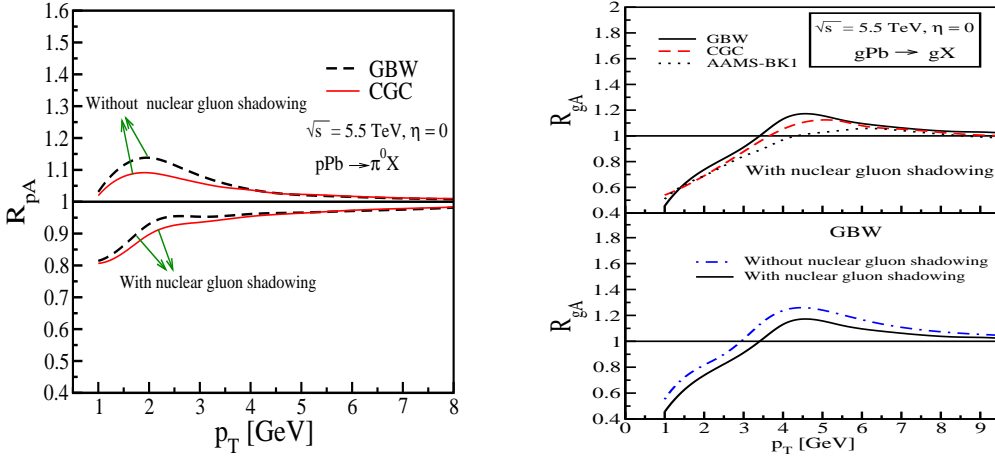 1.6
1.5
1.4
1.3
1.2
1.1
1
0.9
0.8
0.7
0.6
0.5
0.4
R_pA
GBW
CGC
Without nuclear gluon shadowing
√s = 5.5 TeV, η = 0
pPb → π⁰X
With nuclear gluon shadowing
1 2 3 4 5 6 7 8
p_T [GeV]
2
1.8
1.6
1.4
1.2
1
0.8
0.6
0.4
R_gA
GBW
CGC
AAMS-BK1
√s = 5.5 TeV, η = 0
gPb → gX
With nuclear gluon shadowing
1.8
1.6
1.4
1.2
1
0.8
0.6
0.4
R_gA
GBW
Without nuclear gluon shadowing
With nuclear gluon shadowing
0 1 2 3 4 5 6 7 8 9
p_T [GeV]